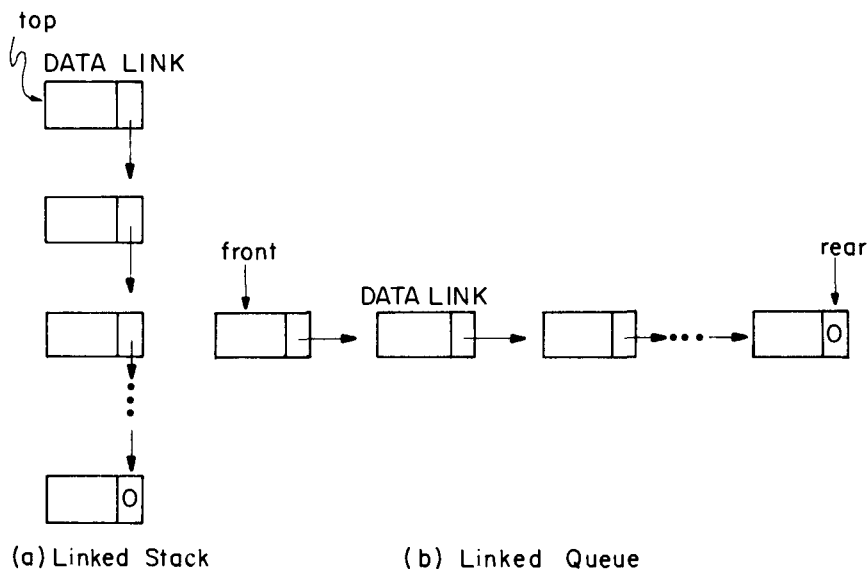 top
DATA LINK
front
rear
DATA LINK
0
0
(a) Linked Stack
(b) Linked Queue